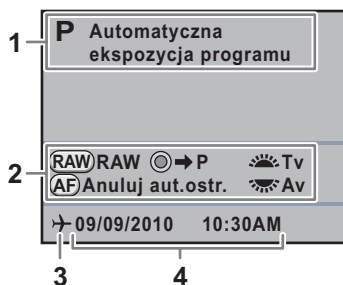 1
P Automatyczna
ekspozycja programu
2
RAW RAW P Tv
AF Anuluj aut.ostr. Av
09/09/2010 10:30AM
3 4